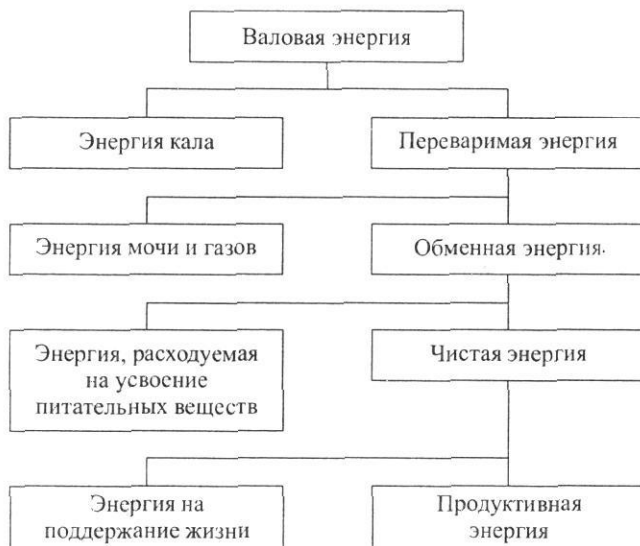 Валовая энергия
Энергия кала
Переваримая энергия
Энергия мочи и газов
Обменная энергия.
Энергия, расходуемая
на усвоение
питательных веществ
Чистая энергия
Энергия на
поддержание жизни
Продуктивная
энергия